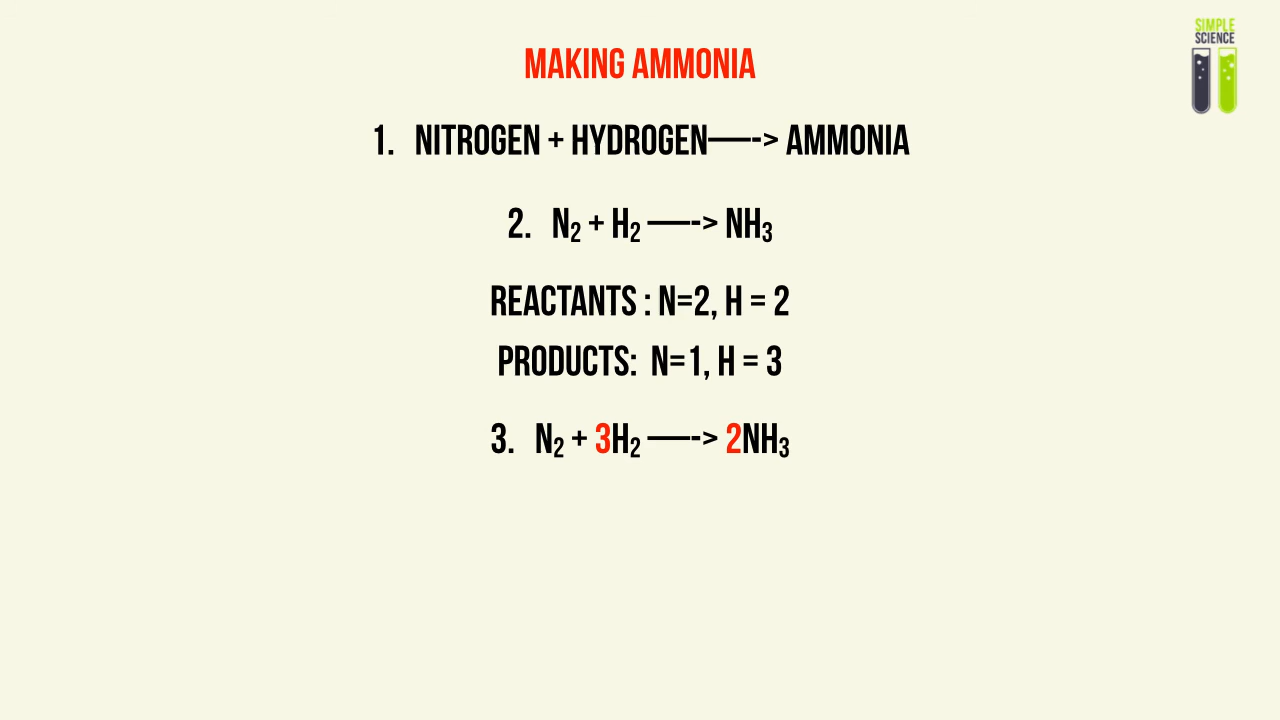 SIMPLE
SCIENCE
MAKING AMMONIA
1. NITROGEN + HYDROGEN——-> AMMONIA
2. N₂ + H₂ ——-> NH₃
REACTANTS : N=2, H = 2
PRODUCTS: N=1, H = 3
3. N₂ + 3H₂ ——-> 2NH₃